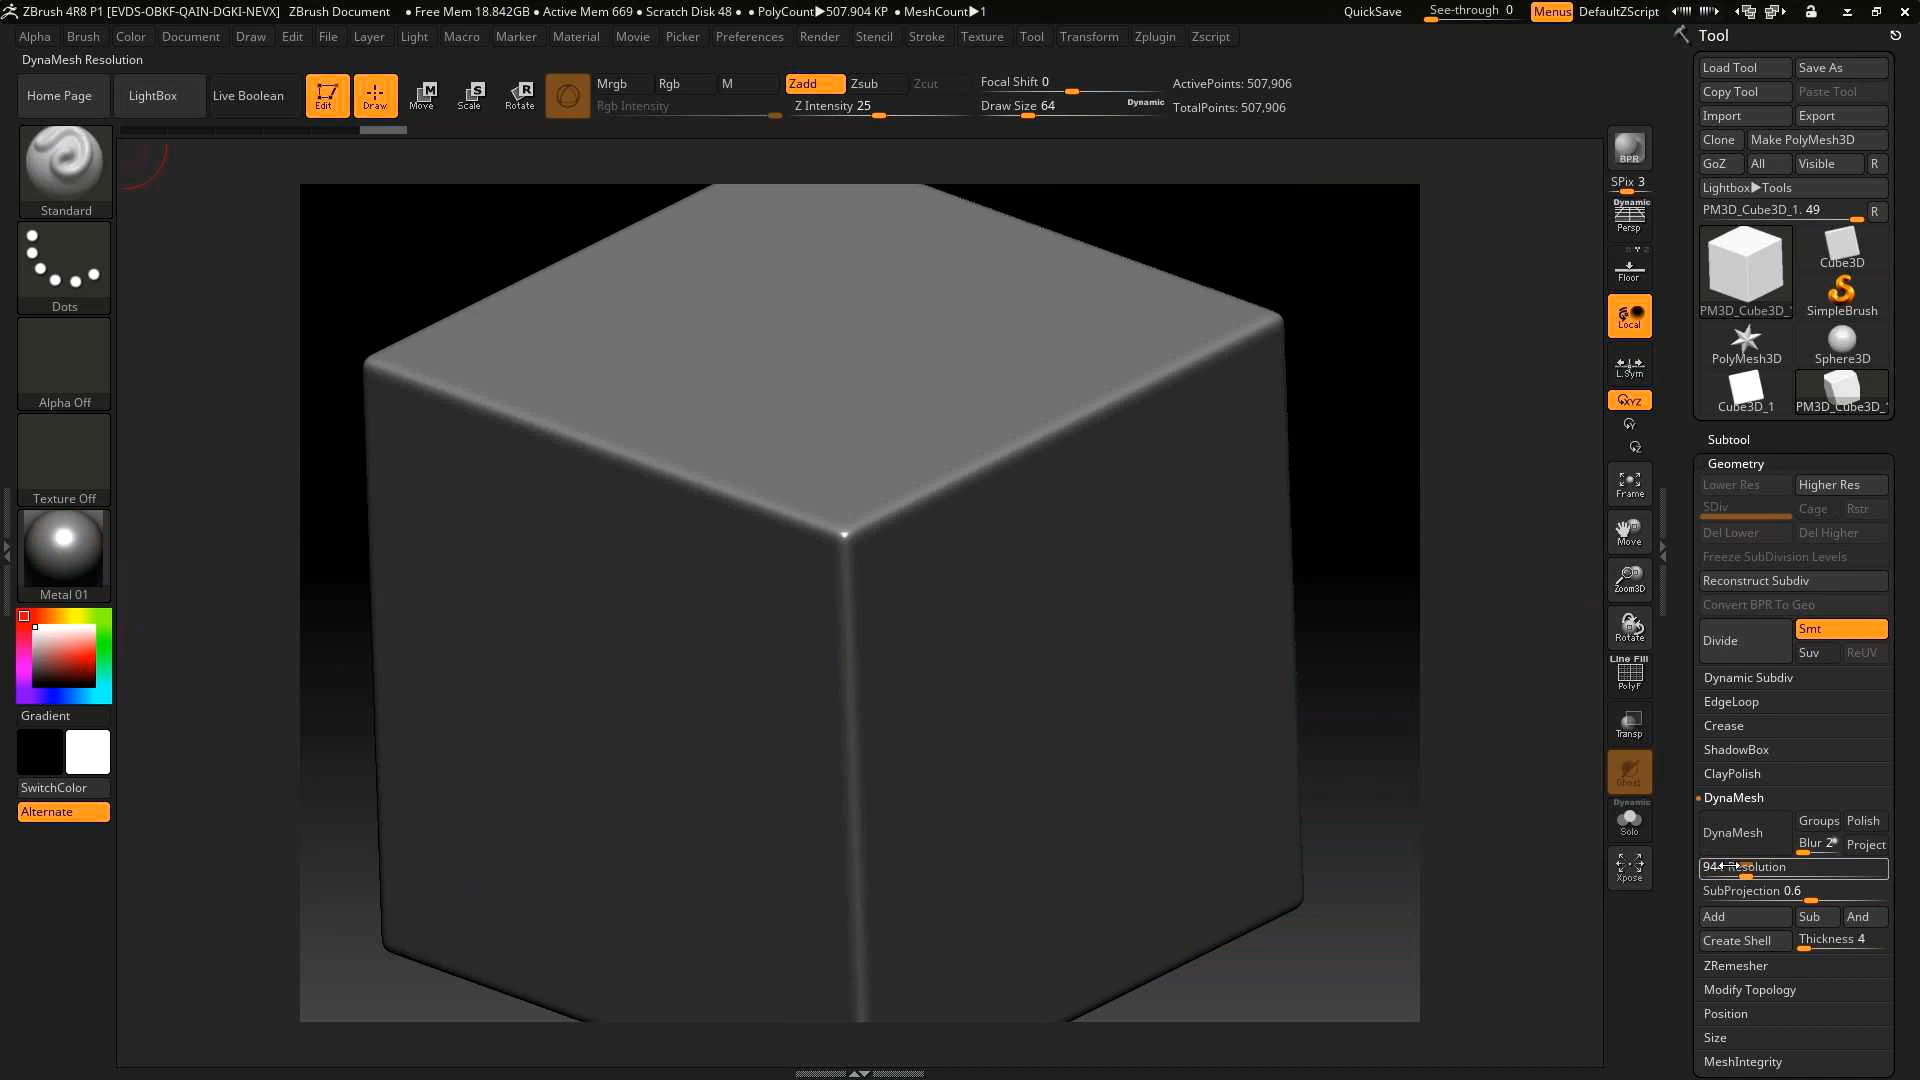 ZBrush 4R8 P1 [EVDS-OBKF-QAIN-DGKI-NEVX] ZBrush Document • Free Mem 18.842GB • Active Mem 669 • Scratch Disk 48 • • PolyCount▶507.904 KP • MeshCount▶1 QuickSave See-through 0 Menus DefaultZScript
Alpha Brush Color Document Draw Edit File Layer Light Macro Marker Material Movie Picker Preferences Render Stencil Stroke Texture Tool Transform Zplugin Zscript
DynaMesh Resolution
Home Page LightBox Live Boolean Edit Draw Move Scale Rotate
Mrgb Rgb M Zadd Zsub Zcut Focal Shift 0 ActivePoints: 507,906
Rgb Intensity Z Intensity 25 Draw Size 64 Dynamic TotalPoints: 507,906
Standard
Dots
Alpha Off
Texture Off
Metal 01
Gradient
SwitchColor
Alternate
BPR
SPix 3
Dynamic
Persp
Floor
Local
L.Sym
XYZ
Y
Z
Frame
Move
Zoom3D
Rotate
Line Fill
PolyF
Transp
Ghost
Dynamic
Solo
Xpose
Tool
Load Tool Save As
Copy Tool Paste Tool
Import Export
Clone Make PolyMesh3D
GoZ All Visible R
Lightbox▶Tools
PM3D_Cube3D_1. 49 R
Cube3D
PM3D_Cube3D_ SimpleBrush
PolyMesh3D Sphere3D
Cube3D_1 PM3D_Cube3D_
Subtool
Geometry
Lower Res Higher Res
SDiv Cage Rstr
Del Lower Del Higher
Freeze SubDivision Levels
Reconstruct Subdiv
Convert BPR To Geo
Divide Smt
Suv ReUV
Dynamic Subdiv
EdgeLoop
Crease
ShadowBox
ClayPolish
DynaMesh
DynaMesh Groups Polish
Blur 2 Project
SubProjection 0.6
Add Sub And
Create Shell Thickness 4
ZRemesher
Modify Topology
Position
Size
MeshIntegrity